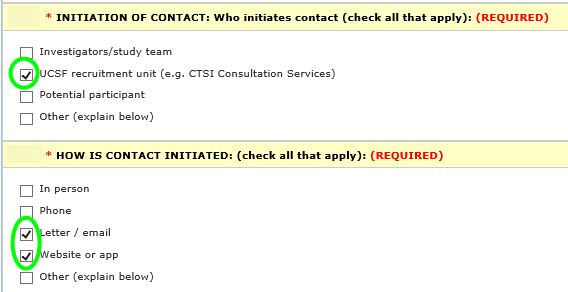 * INITIATION OF CONTACT: Who initiates contact (check all that apply): (REQUIRED)
Investigators/study team
UCSF recruitment unit (e.g. CTSI Consultation Services)
Potential participant
Other (explain below)
* HOW IS CONTACT INITIATED: (check all that apply): (REQUIRED)
In person
Phone
Letter / email
Website or app
Other (explain below)